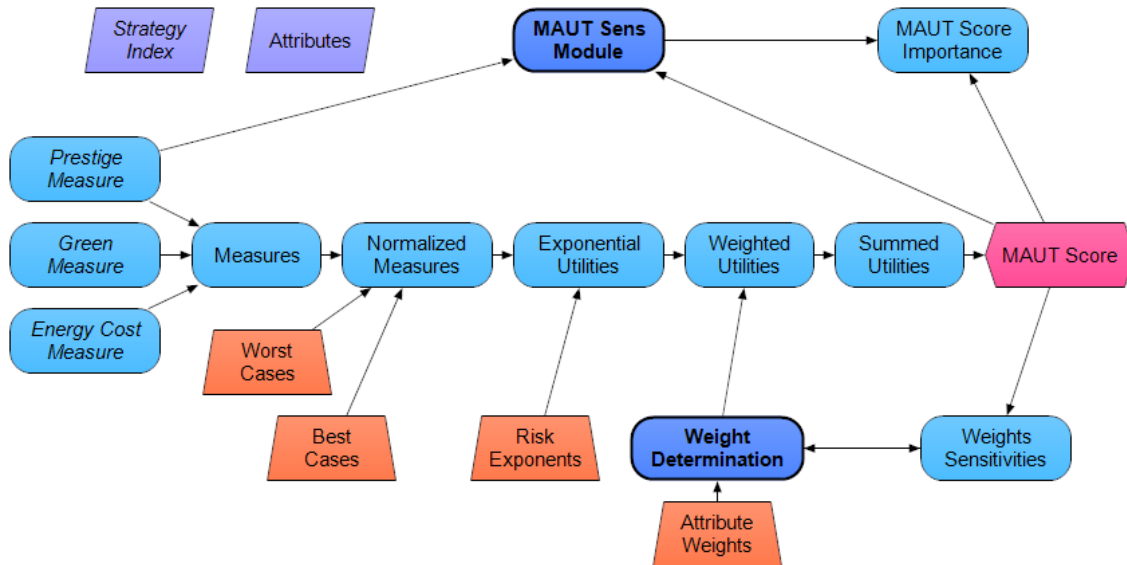 Strategy
Index
Attributes
MAUT Sens
Module
MAUT Score
Importance
Prestige
Measure
Green
Measure
Measures
Normalized
Measures
Exponential
Utilities
Weighted
Utilities
Summed
Utilities
MAUT Score
Energy Cost
Measure
Worst
Cases
Best
Cases
Risk
Exponents
Weight
Determination
Weights
Sensitivities
Attribute
Weights